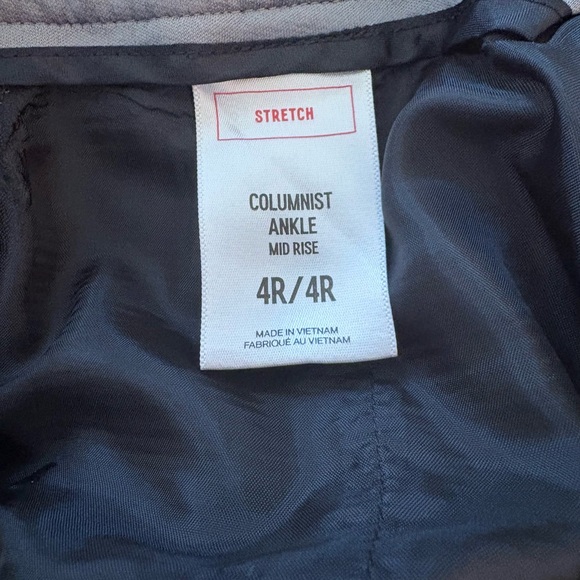 STRETCH
COLUMNIST
ANKLE
MID RISE
4R/4R
MADE IN VIETNAM
FABRIQUÉ AU VIETNAM